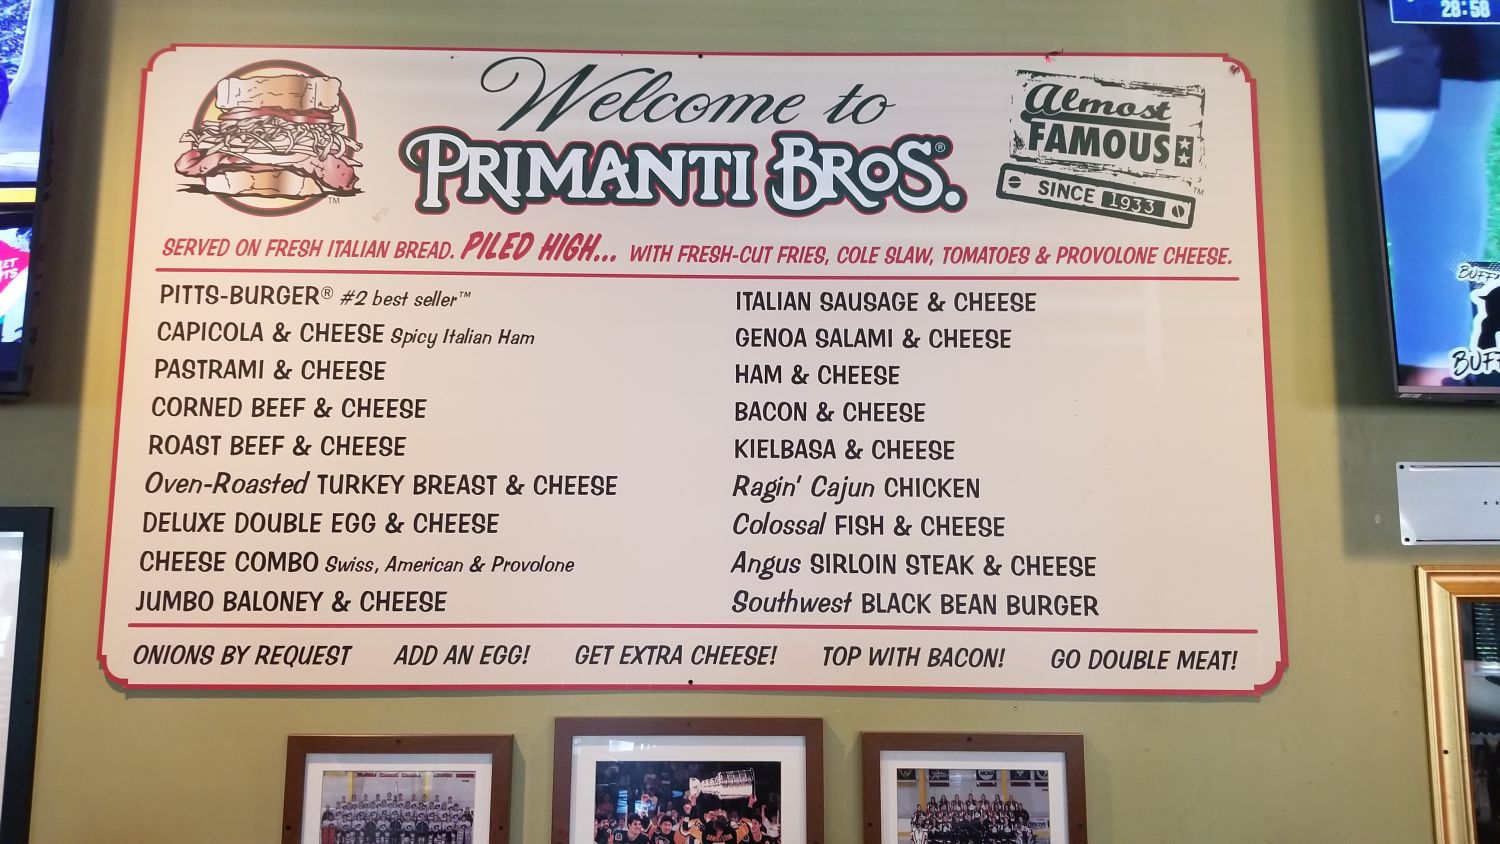 28:58
Welcome to
PRIMANTI BROS.®
Almost
FAMOUS
SINCE 1933
TM
TM
SERVED ON FRESH ITALIAN BREAD. PILED HIGH... WITH FRESH-CUT FRIES, COLE SLAW, TOMATOES & PROVOLONE CHEESE.
PITTS-BURGER® #2 best seller™
CAPICOLA & CHEESE Spicy Italian Ham
PASTRAMI & CHEESE
CORNED BEEF & CHEESE
ROAST BEEF & CHEESE
Oven-Roasted TURKEY BREAST & CHEESE
DELUXE DOUBLE EGG & CHEESE
CHEESE COMBO Swiss, American & Provolone
JUMBO BALONEY & CHEESE
ITALIAN SAUSAGE & CHEESE
GENOA SALAMI & CHEESE
HAM & CHEESE
BACON & CHEESE
KIELBASA & CHEESE
Ragin' Cajun CHICKEN
Colossal FISH & CHEESE
Angus SIRLOIN STEAK & CHEESE
Southwest BLACK BEAN BURGER
ONIONS BY REQUEST ADD AN EGG! GET EXTRA CHEESE! TOP WITH BACON! GO DOUBLE MEAT!